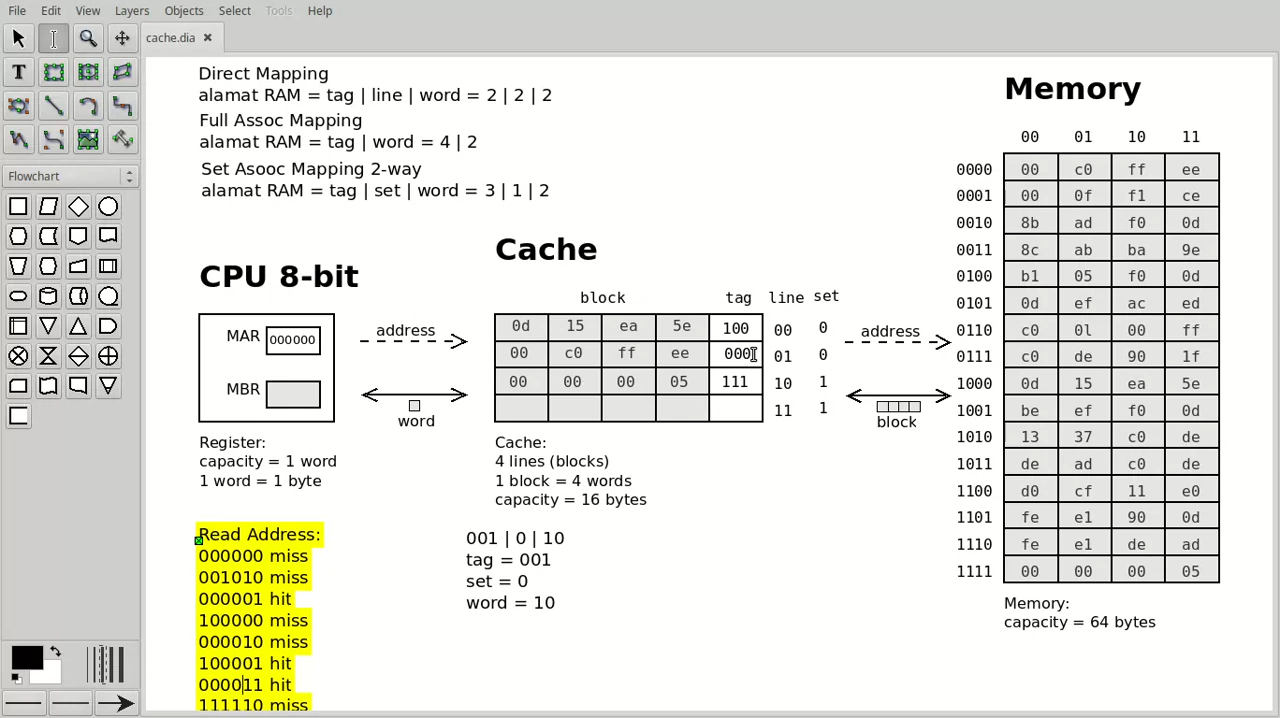 File Edit View Layers Objects Select Tools Help
cache.dia
Flowchart
Direct Mapping
alamat RAM = tag | line | word = 2 | 2 | 2
Full Assoc Mapping
alamat RAM = tag | word = 4 | 2
Set Asooc Mapping 2-way
alamat RAM = tag | set | word = 3 | 1 | 2
CPU 8-bit
MAR 000000
MBR
Register:
capacity = 1 word
1 word = 1 byte
address
word
Cache
block tag line set
0d 15 ea 5e 100 00 0
00 c0 ff ee 000 01 0
00 00 00 05 111 10 1
11 1
Cache:
4 lines (blocks)
1 block = 4 words
capacity = 16 bytes
address
block
Memory
00 01 10 11
0000 00 c0 ff ee
0001 00 0f f1 ce
0010 8b ad f0 0d
0011 8c ab ba 9e
0100 b1 05 f0 0d
0101 0d ef ac ed
0110 c0 0l 00 ff
0111 c0 de 90 1f
1000 0d 15 ea 5e
1001 be ef f0 0d
1010 13 37 c0 de
1011 de ad c0 de
1100 d0 cf 11 e0
1101 fe e1 90 0d
1110 fe e1 de ad
1111 00 00 00 05
Memory:
capacity = 64 bytes
Read Address:
000000 miss
001010 miss
000001 hit
100000 miss
000010 miss
100001 hit
000011 hit
111110 miss
001 | 0 | 10
tag = 001
set = 0
word = 10